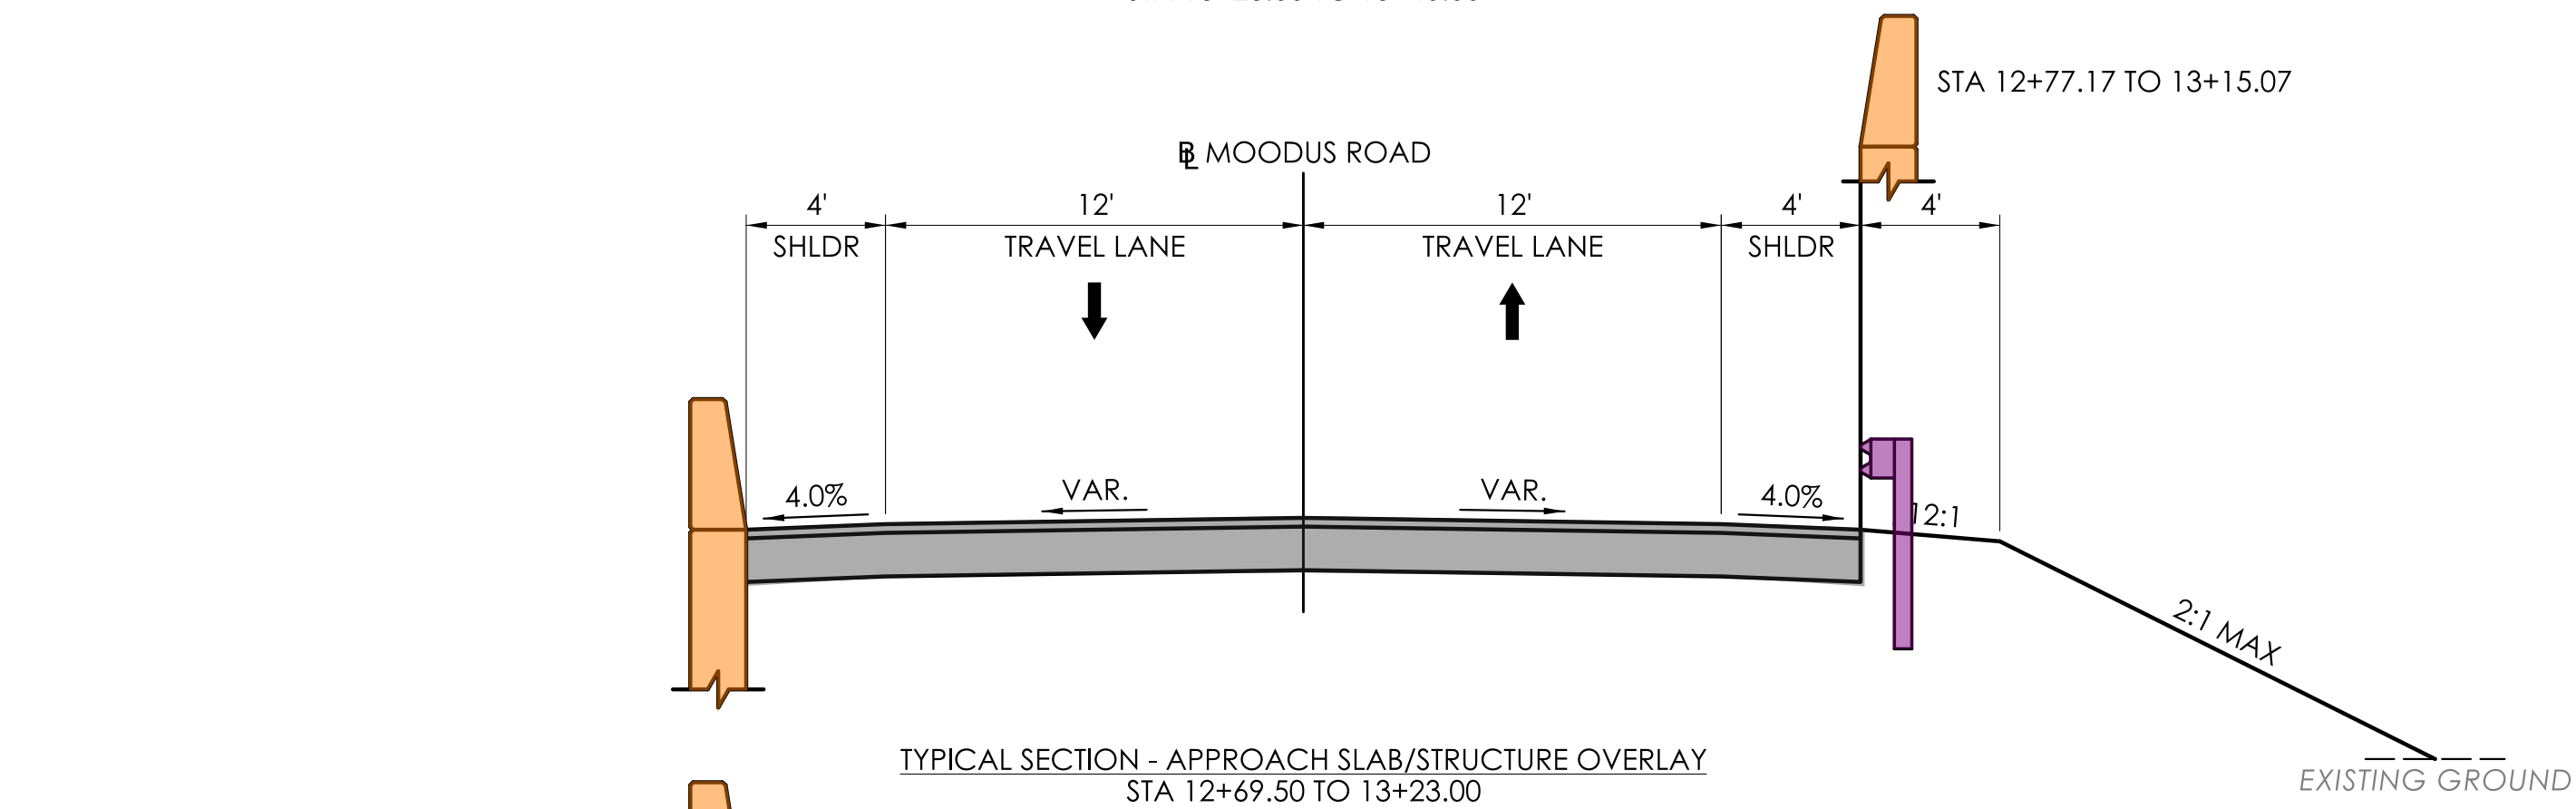 STA 12+77.17 TO 13+15.07
BL MOODUS ROAD
4' 12' 12' 4' 4'
SHLDR TRAVEL LANE TRAVEL LANE SHLDR
4.0% VAR. VAR. 4.0%
12:1
2:1 MAX
TYPICAL SECTION - APPROACH SLAB/STRUCTURE OVERLAY
STA 12+69.50 TO 13+23.00
EXISTING GROUND